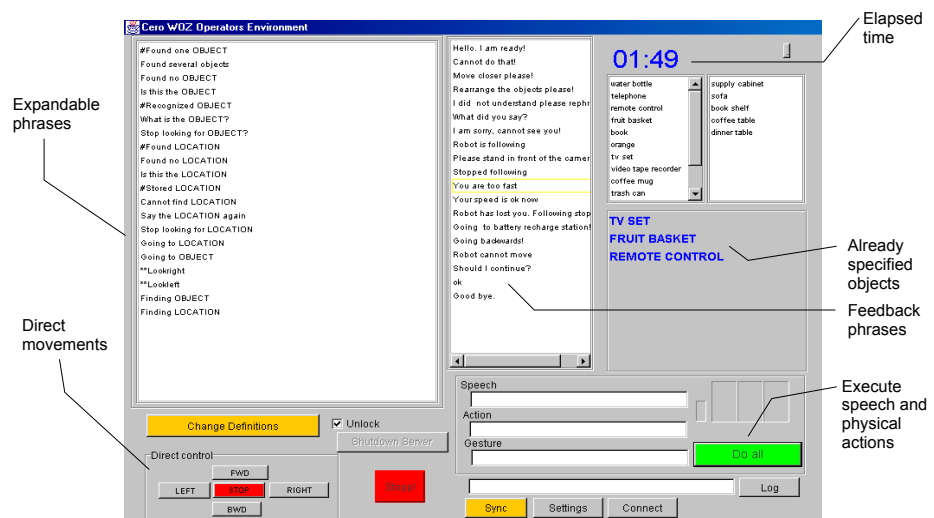 Cero WOZ Operators Environment
Elapsed
time
#Found one OBJECT
Found several objects
Found no OBJECT
Is this the OBJECT
#Recognized OBJECT
What is the OBJECT?
Stop looking for OBJECT?
#Found LOCATION
Found no LOCATION
Is this the LOCATION
#Stored LOCATION
Cannot find LOCATION
Say the LOCATION again
Stop looking for LOCATION
Going to LOCATION
Going to OBJECT
**Lookright
**Lookleft
Finding OBJECT
Finding LOCATION
Hello. I am ready!
Cannot do that!
Move closer please!
Rearrange the objects please!
I did not understand please rephr
What did you say?
I am sorry, cannot see you!
Robot is following
Please stand in front of the camer
Stopped following
You are too fast
Your speed is ok now
Robot has lost you. Following stop
Going to battery recharge station!
Going backwards!
Robot cannot move
Should I continue?
ok
Good bye.
01:49
water bottle
telephone
remote control
fruit basket
book
orange
tv set
video tape recorder
coffee mug
trash can
supply cabinet
sofa
book shelf
coffee table
dinner table
TV SET
FRUIT BASKET
REMOTE CONTROL
Expandable
phrases
Already
specified
objects
Feedback
phrases
Direct
movements
Execute
speech and
physical
actions
Change Definitions
Unlock
Shutdown Server
Direct control
FWD
LEFT
STOP
RIGHT
BWD
Speech
Action
Gesture
Do all
Log
Sync
Settings
Connect